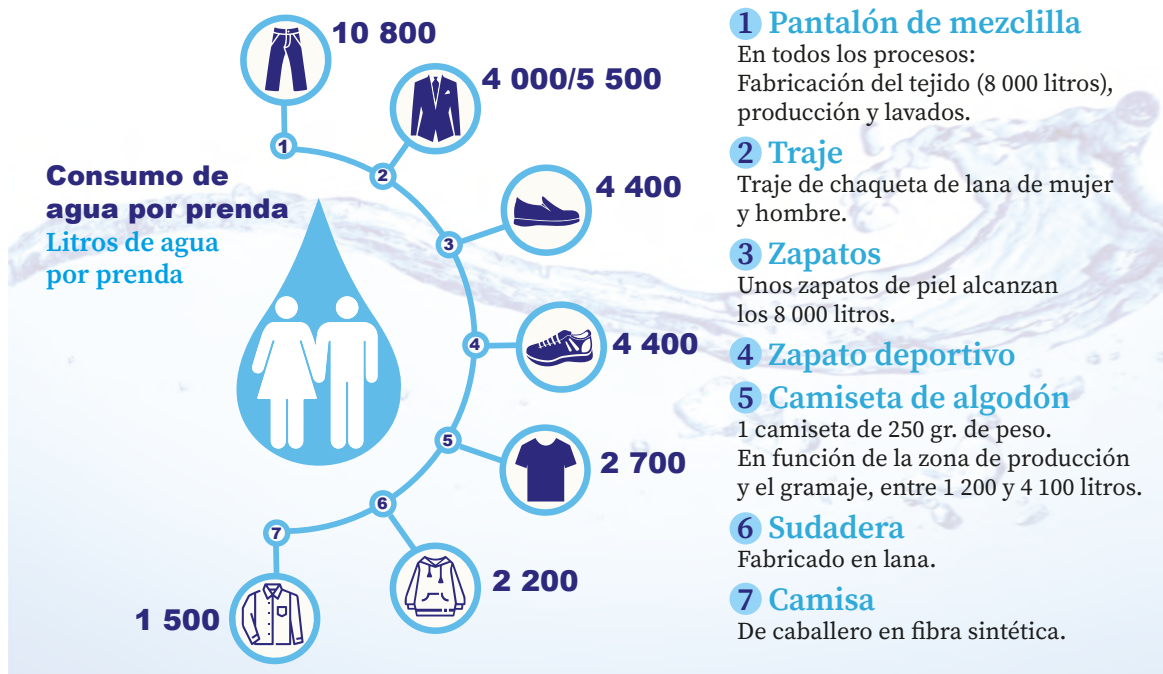 Consumo de
agua por prenda
Litros de agua
por prenda
10 800
1
4 000/5 500
2
4 400
3
4 400
4
2 700
5
2 200
6
1 500
7
1 Pantalón de mezclilla
En todos los procesos:
Fabricación del tejido (8 000 litros),
producción y lavados.
2 Traje
Traje de chaqueta de lana de mujer
y hombre.
3 Zapatos
Unos zapatos de piel alcanzan
los 8 000 litros.
4 Zapato deportivo
5 Camiseta de algodón
1 camiseta de 250 gr. de peso.
En función de la zona de producción
y el gramaje, entre 1 200 y 4 100 litros.
6 Sudadera
Fabricado en lana.
7 Camisa
De caballero en fibra sintética.